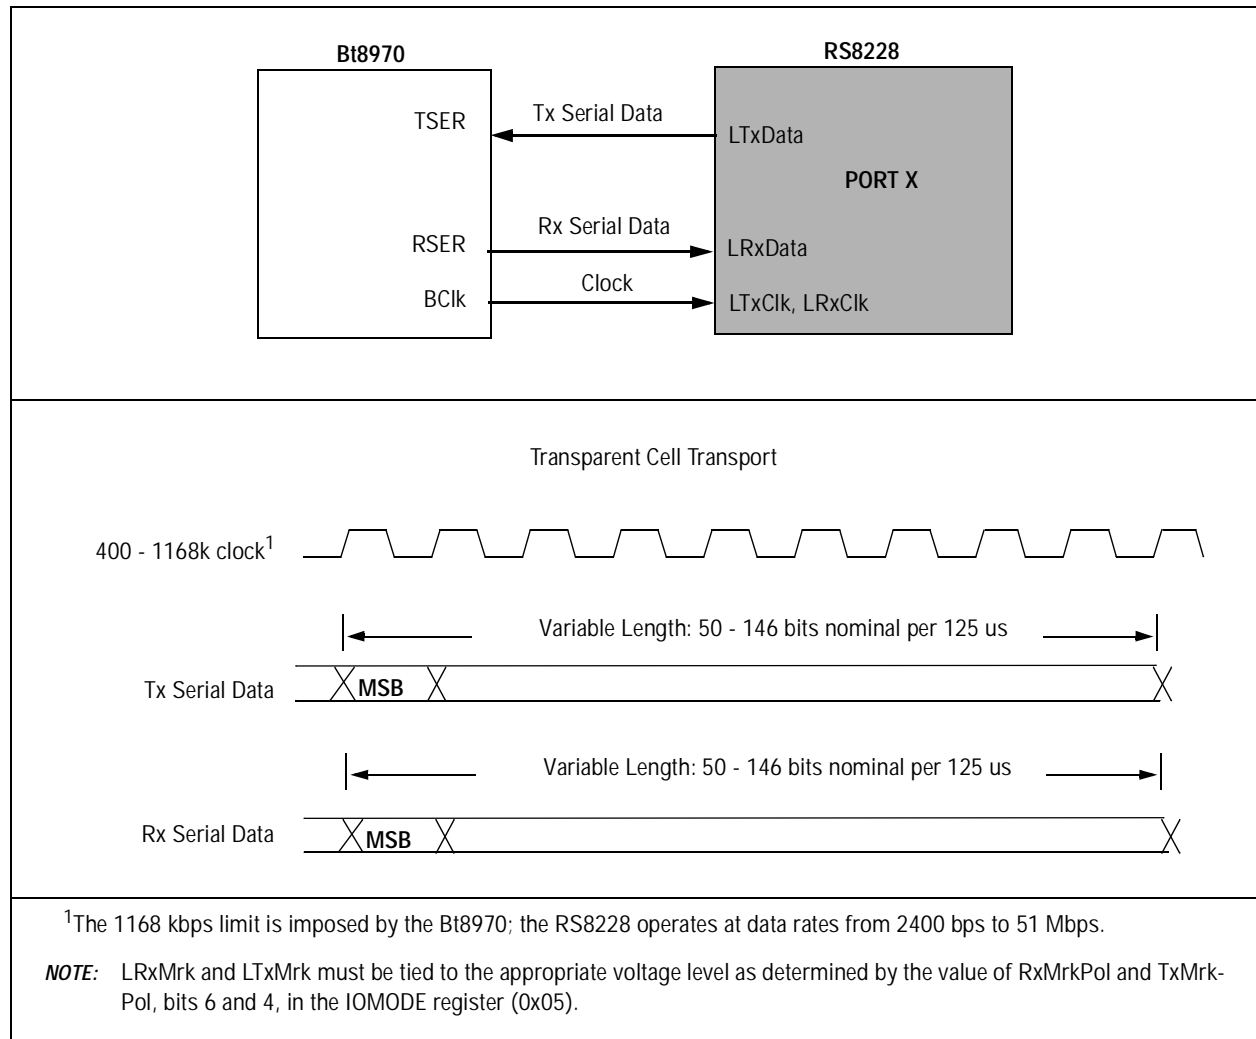 Bt8970
RS8228
TSER
Tx Serial Data
LTxData
PORT X
RSER
Rx Serial Data
LRxData
BClk
Clock
LTxClk, LRxClk
Transparent Cell Transport
400 - 1168k clock1
Variable Length: 50 - 146 bits nominal per 125 us
Tx Serial Data
MSB
Variable Length: 50 - 146 bits nominal per 125 us
Rx Serial Data
MSB
1The 1168 kbps limit is imposed by the Bt8970; the RS8228 operates at data rates from 2400 bps to 51 Mbps.
NOTE: LRxMrk and LTxMrk must be tied to the appropriate voltage level as determined by the value of RxMrkPol and TxMrk-
Pol, bits 6 and 4, in the IOMODE register (0x05).